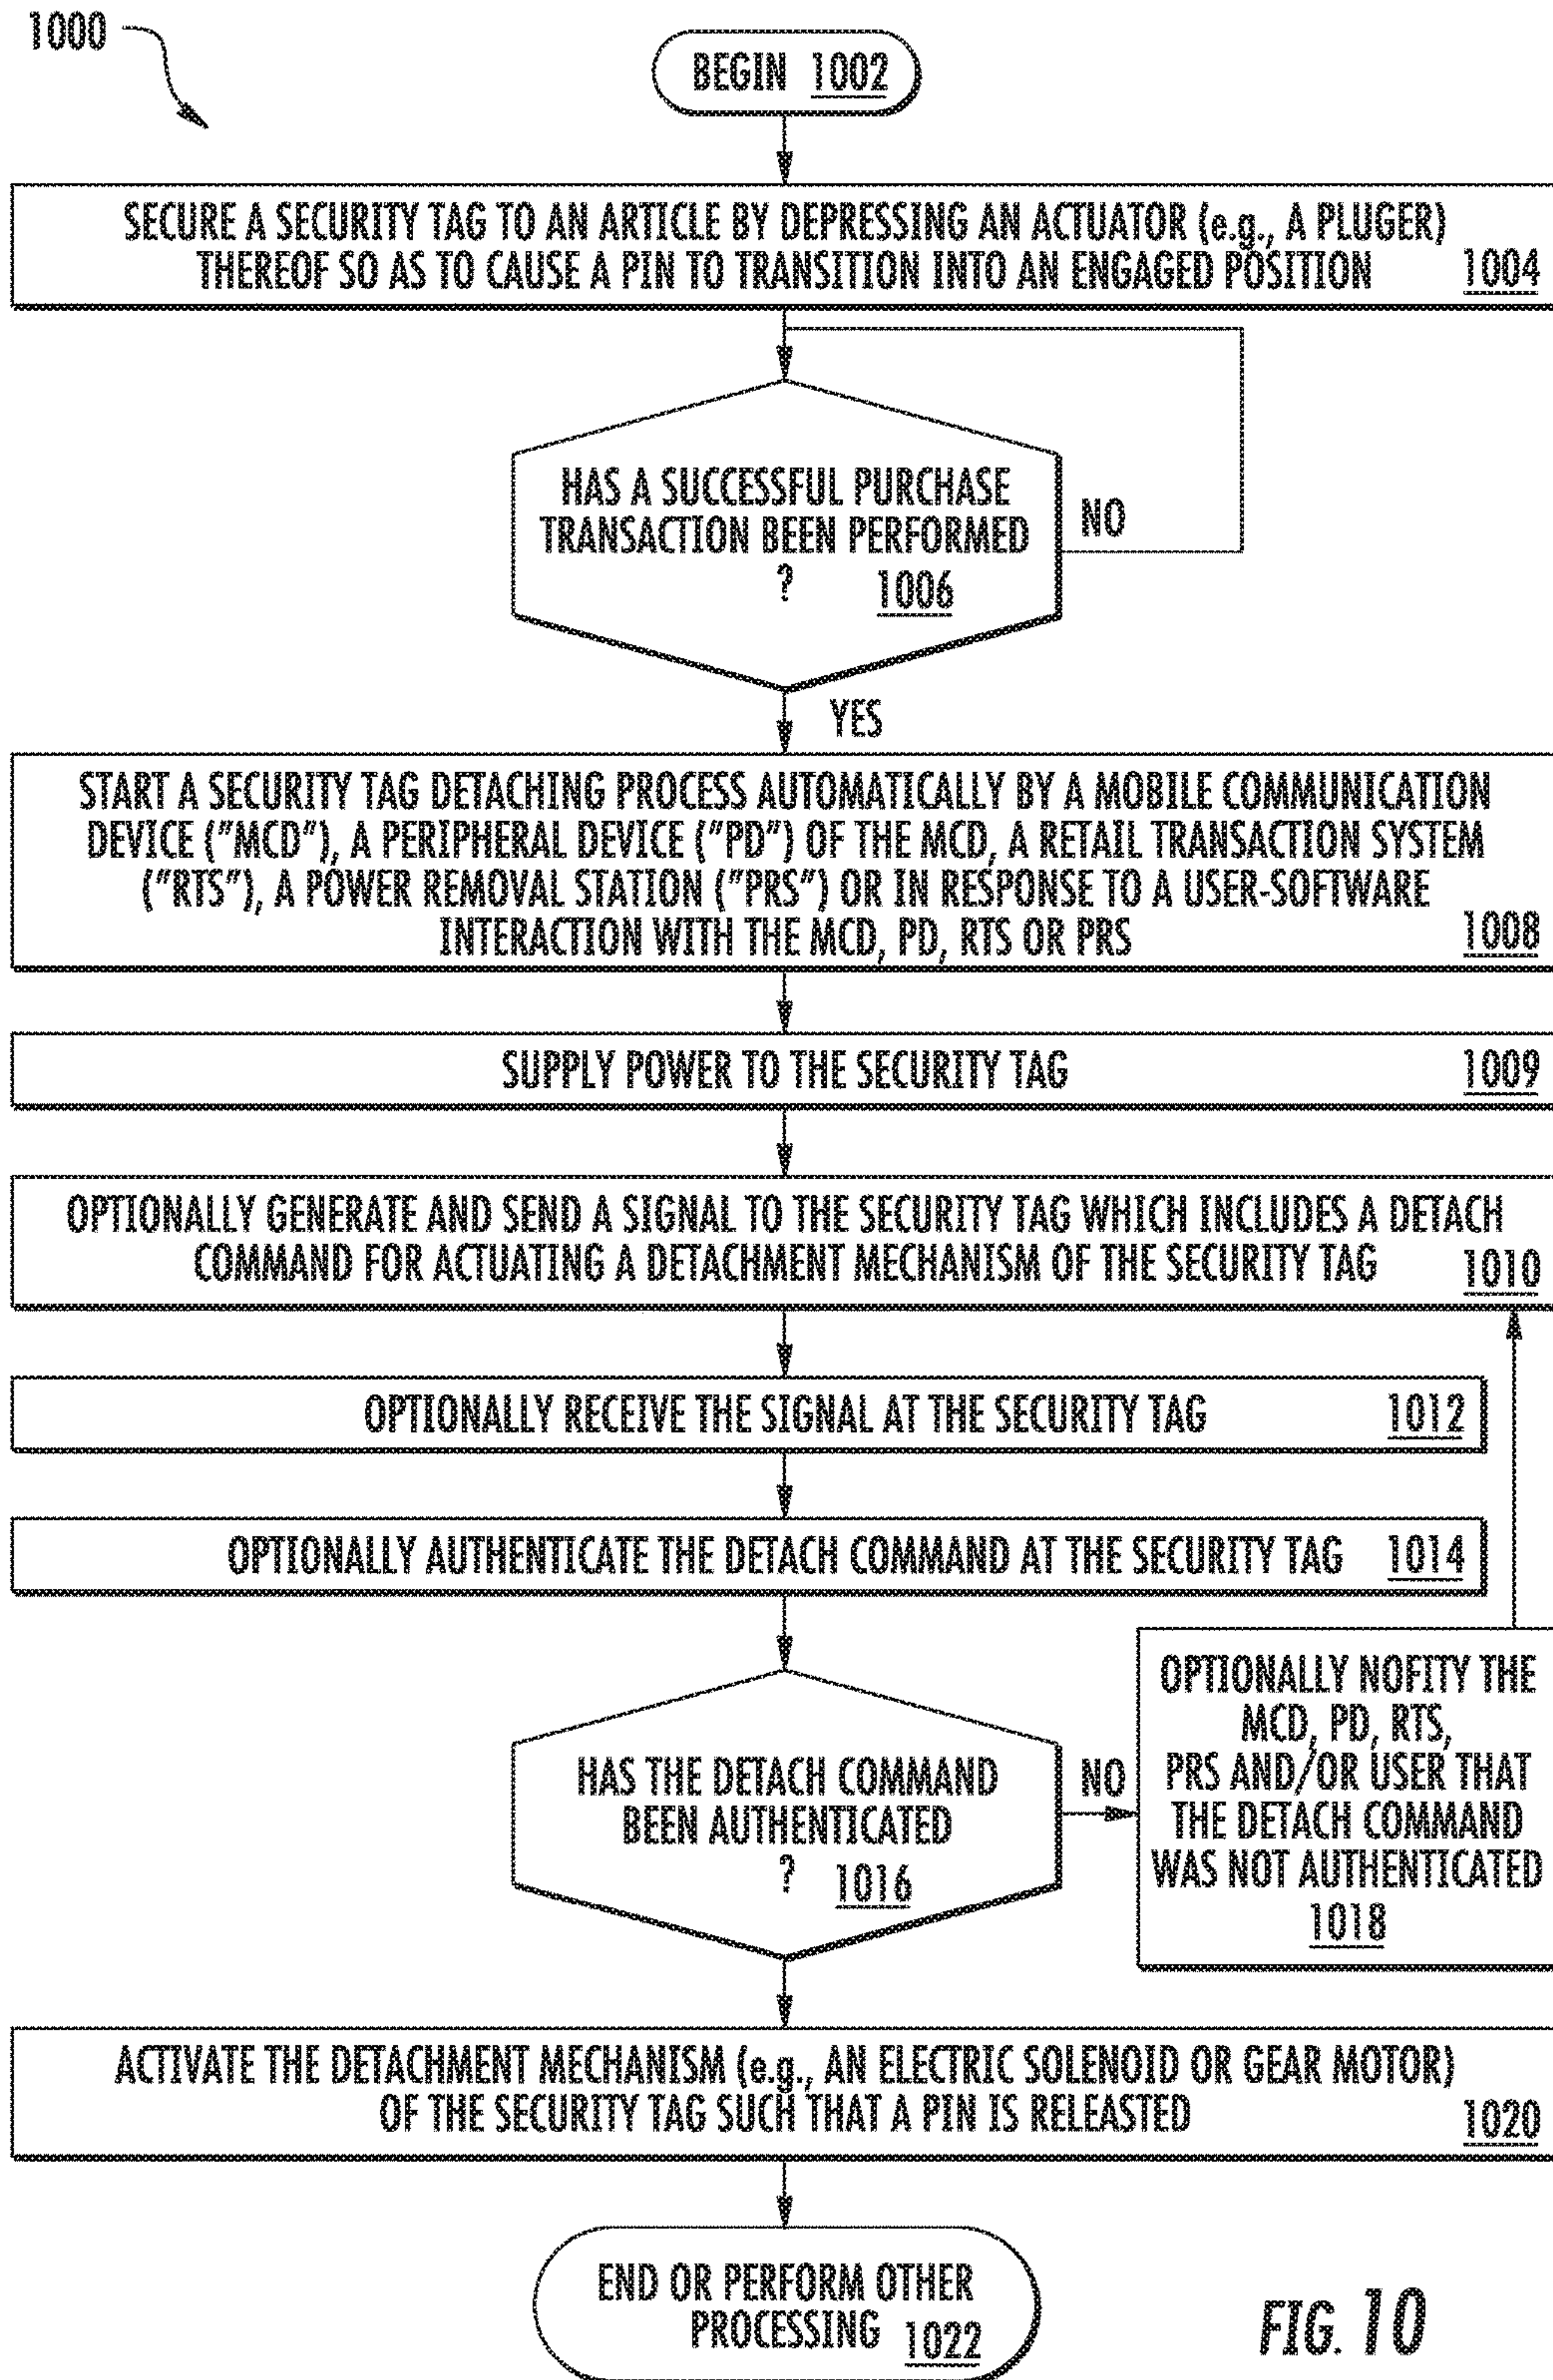 1000
BEGIN 1002
SECURE A SECURITY TAG TO AN ARTICLE BY DEPRESSING AN ACTUATOR (e.g., A PLUGER)
THEREOF SO AS TO CAUSE A PIN TO TRANSITION INTO AN ENGAGED POSITION 1004
HAS A SUCCESSFUL PURCHASE
TRANSACTION BEEN PERFORMED
? 1006
NO
YES
START A SECURITY TAG DETACHING PROCESS AUTOMATICALLY BY A MOBILE COMMUNICATION
DEVICE ("MCD"), A PERIPHERAL DEVICE ("PD") OF THE MCD, A RETAIL TRANSACTION SYSTEM
("RTS"), A POWER REMOVAL STATION ("PRS") OR IN RESPONSE TO A USER-SOFTWARE
INTERACTION WITH THE MCD, PD, RTS OR PRS 1008
SUPPLY POWER TO THE SECURITY TAG 1009
OPTIONALLY GENERATE AND SEND A SIGNAL TO THE SECURITY TAG WHICH INCLUDES A DETACH
COMMAND FOR ACTUATING A DETACHMENT MECHANISM OF THE SECURITY TAG 1010
OPTIONALLY RECEIVE THE SIGNAL AT THE SECURITY TAG 1012
OPTIONALLY AUTHENTICATE THE DETACH COMMAND AT THE SECURITY TAG 1014
HAS THE DETACH COMMAND
BEEN AUTHENTICATED
? 1016
NO
OPTIONALLY NOFITY THE
MCD, PD, RTS,
PRS AND/OR USER THAT
THE DETACH COMMAND
WAS NOT AUTHENTICATED
1018
ACTIVATE THE DETACHMENT MECHANISM (e.g., AN ELECTRIC SOLENOID OR GEAR MOTOR)
OF THE SECURITY TAG SUCH THAT A PIN IS RELEASTED 1020
END OR PERFORM OTHER
PROCESSING 1022
FIG. 10